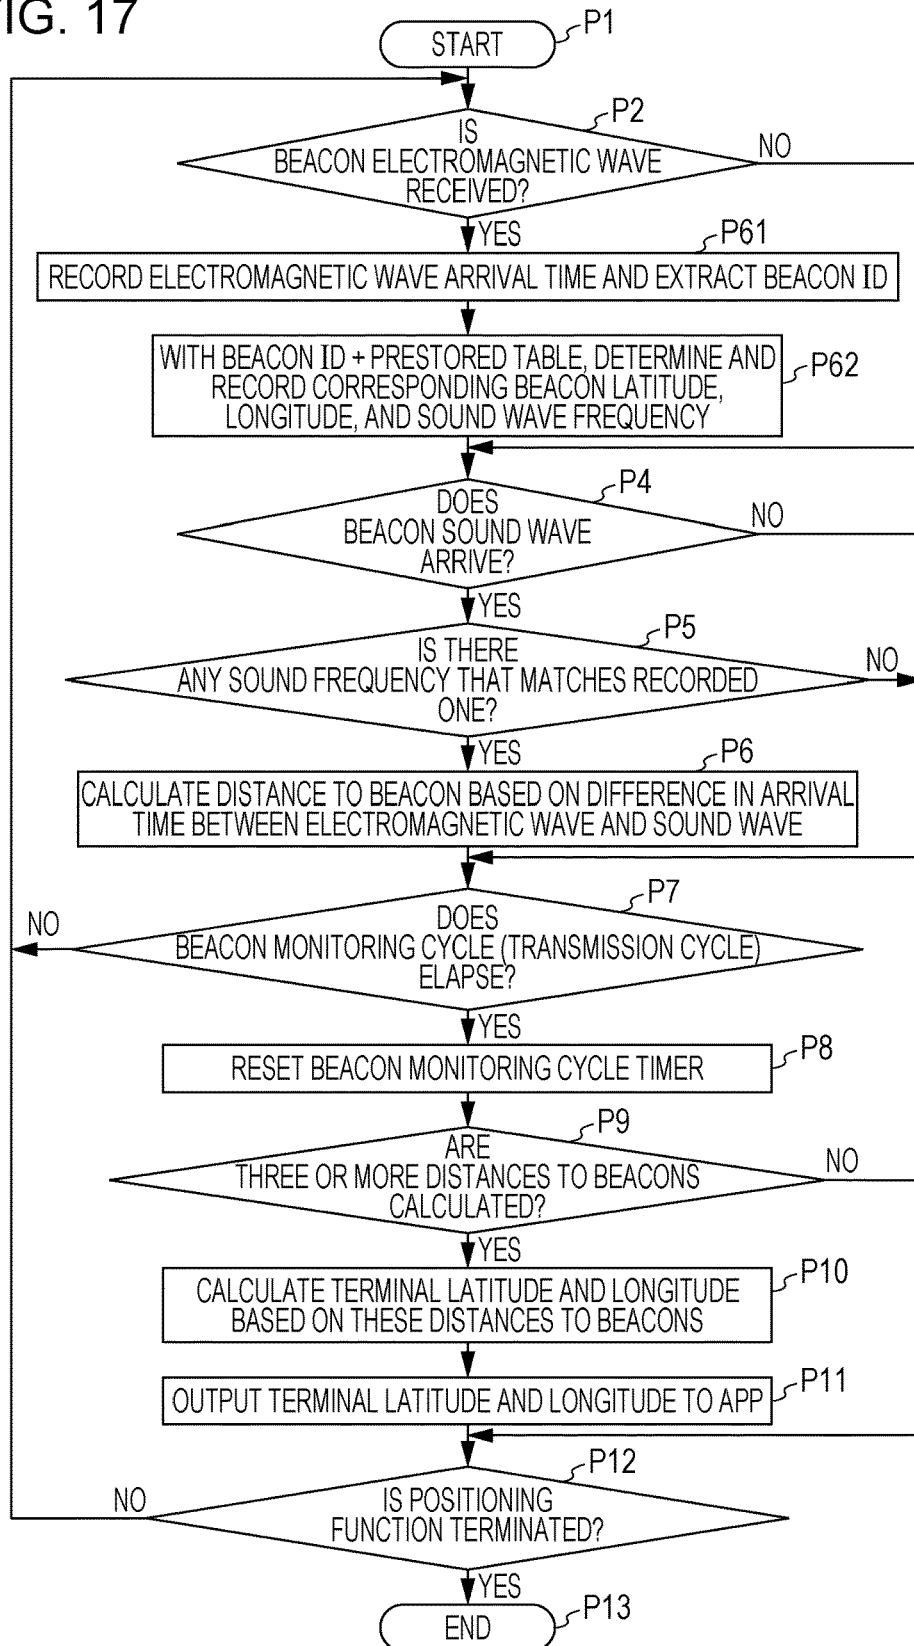 FIG. 17
START
P1
IS
BEACON ELECTROMAGNETIC WAVE
RECEIVED?
P2
NO
YES
P61
RECORD ELECTROMAGNETIC WAVE ARRIVAL TIME AND EXTRACT BEACON ID
WITH BEACON ID + PRESTORED TABLE, DETERMINE AND
RECORD CORRESPONDING BEACON LATITUDE,
LONGITUDE, AND SOUND WAVE FREQUENCY
P62
DOES
BEACON SOUND WAVE
ARRIVE?
P4
NO
YES
IS THERE
ANY SOUND FREQUENCY THAT MATCHES RECORDED
ONE?
P5
NO
YES
P6
CALCULATE DISTANCE TO BEACON BASED ON DIFFERENCE IN ARRIVAL
TIME BETWEEN ELECTROMAGNETIC WAVE AND SOUND WAVE
P7
NO
DOES
BEACON MONITORING CYCLE (TRANSMISSION CYCLE)
ELAPSE?
YES
RESET BEACON MONITORING CYCLE TIMER
P8
ARE
THREE OR MORE DISTANCES TO BEACONS
CALCULATED?
P9
NO
YES
CALCULATE TERMINAL LATITUDE AND LONGITUDE
BASED ON THESE DISTANCES TO BEACONS
P10
OUTPUT TERMINAL LATITUDE AND LONGITUDE TO APP
P11
P12
NO
IS POSITIONING
FUNCTION TERMINATED?
YES
END
P13